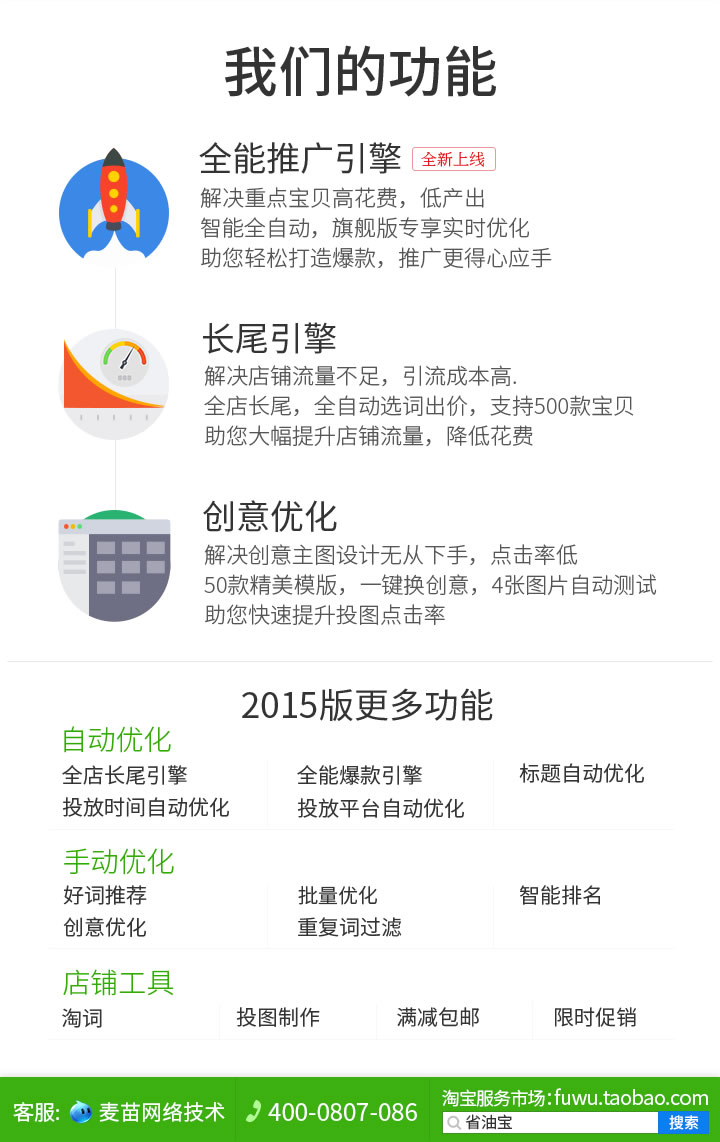 我们的功能
全能推广引擎 全新上线
解决重点宝贝高花费，低产出
智能全自动，旗舰版专享实时优化
助您轻松打造爆款，推广更得心应手
长尾引擎
解决店铺流量不足，引流成本高.
全店长尾，全自动选词出价，支持500款宝贝
助您大幅提升店铺流量，降低花费
创意优化
解决创意主图设计无从下手，点击率低
50款精美模版，一键换创意，4张图片自动测试
助您快速提升投图点击率
2015版更多功能
自动优化
全店长尾引擎 全能爆款引擎 标题自动优化
投放时间自动优化 投放平台自动优化
手动优化
好词推荐 批量优化 智能排名
创意优化 重复词过滤
店铺工具
淘词 投图制作 满减包邮 限时促销
客服: 麦苗网络技术 400-0807-086
淘宝服务市场:fuwu.taobao.com
省油宝 搜索